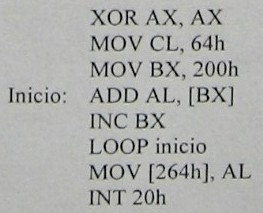 XOR AX, AX
MOV CL, 64h
MOV BX, 200h
Inicio: ADD AL, [BX]
INC BX
LOOP inicio
MOV [264h], AL
INT 20h